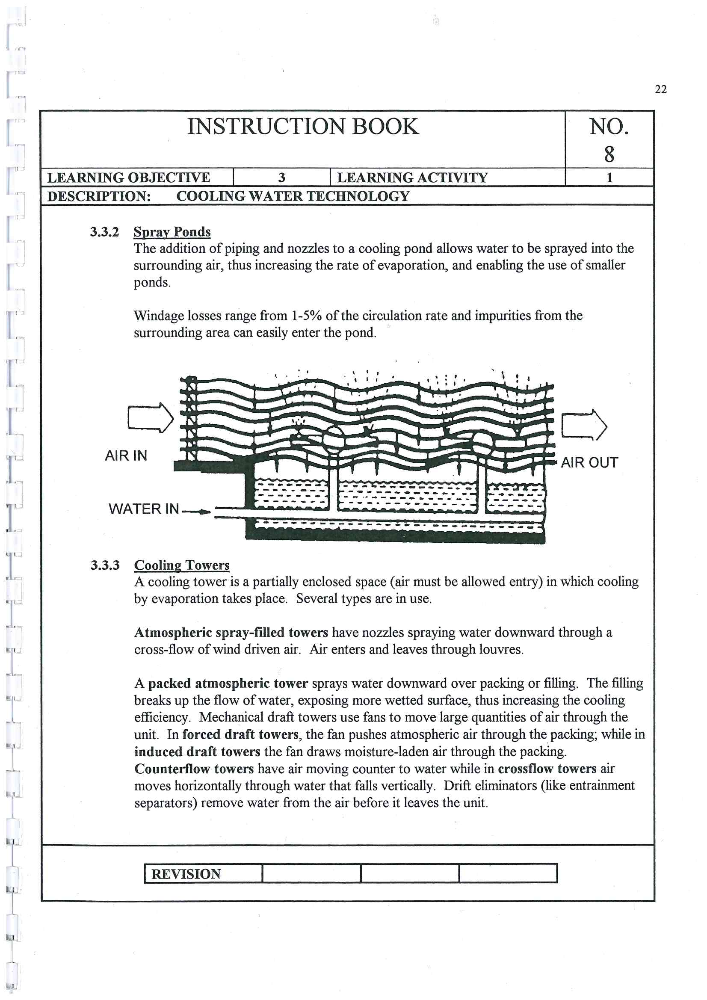 22
INSTRUCTION BOOK
NO.
8
LEARNING OBJECTIVE 3 LEARNING ACTIVITY 1
DESCRIPTION: COOLING WATER TECHNOLOGY
3.3.2 Spray Ponds
The addition of piping and nozzles to a cooling pond allows water to be sprayed into the
surrounding air, thus increasing the rate of evaporation, and enabling the use of smaller
ponds.
Windage losses range from 1-5% of the circulation rate and impurities from the
surrounding area can easily enter the pond.
AIR IN
AIR OUT
WATER IN
3.3.3 Cooling Towers
A cooling tower is a partially enclosed space (air must be allowed entry) in which cooling
by evaporation takes place. Several types are in use.
Atmospheric spray-filled towers have nozzles spraying water downward through a
cross-flow of wind driven air. Air enters and leaves through louvres.
A packed atmospheric tower sprays water downward over packing or filling. The filling
breaks up the flow of water, exposing more wetted surface, thus increasing the cooling
efficiency. Mechanical draft towers use fans to move large quantities of air through the
unit. In forced draft towers, the fan pushes atmospheric air through the packing; while in
induced draft towers the fan draws moisture-laden air through the packing.
Counterflow towers have air moving counter to water while in crossflow towers air
moves horizontally through water that falls vertically. Drift eliminators (like entrainment
separators) remove water from the air before it leaves the unit.
REVISION